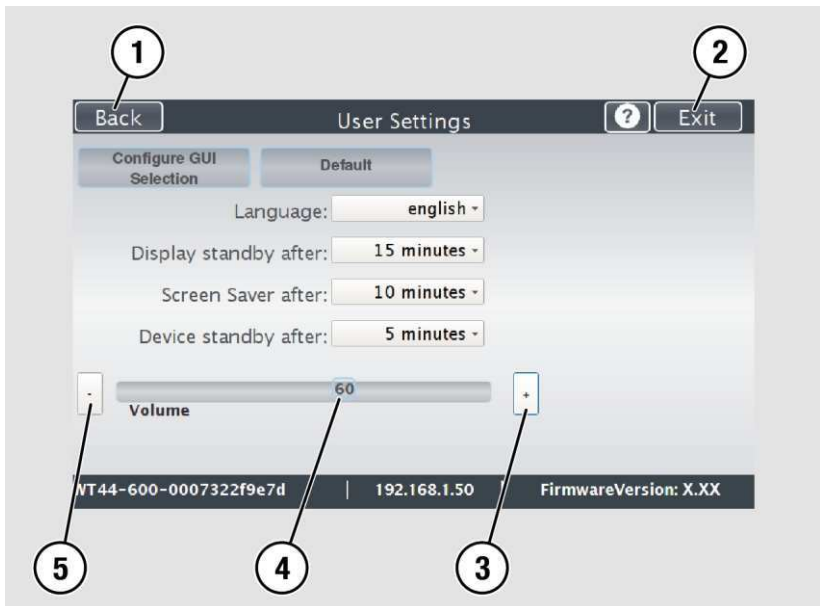 1
2
Back
User Settings
?
Exit
Configure GUI
Selection
Default
Language:
english
Display standby after:
15 minutes
Screen Saver after:
10 minutes
Device standby after:
5 minutes
-
60
+
Volume
WT44-600-0007322f9e7d | 192.168.1.50 | FirmwareVersion: X.XX
5
4
3